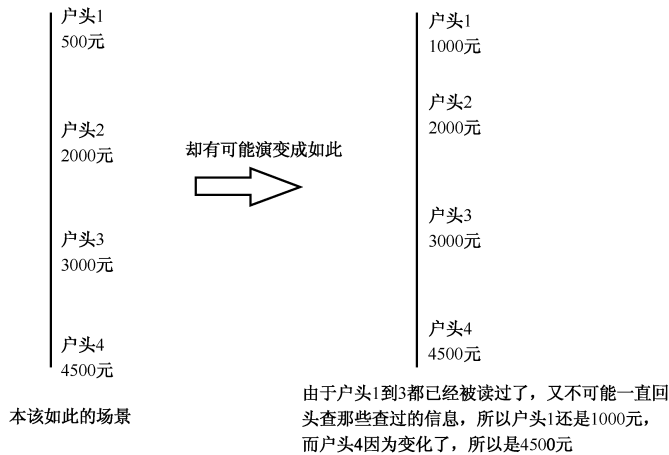 户头1
500元
户头2
2000元
户头3
3000元
户头4
4500元
本该如此的场景
却有可能演变成如此
户头1
1000元
户头2
2000元
户头3
3000元
户头4
4500元
由于户头1到3都已经被读过了，又不可能一直回
头查那些查过的信息，所以户头1还是1000元，
而户头4因为变化了，所以是4500元